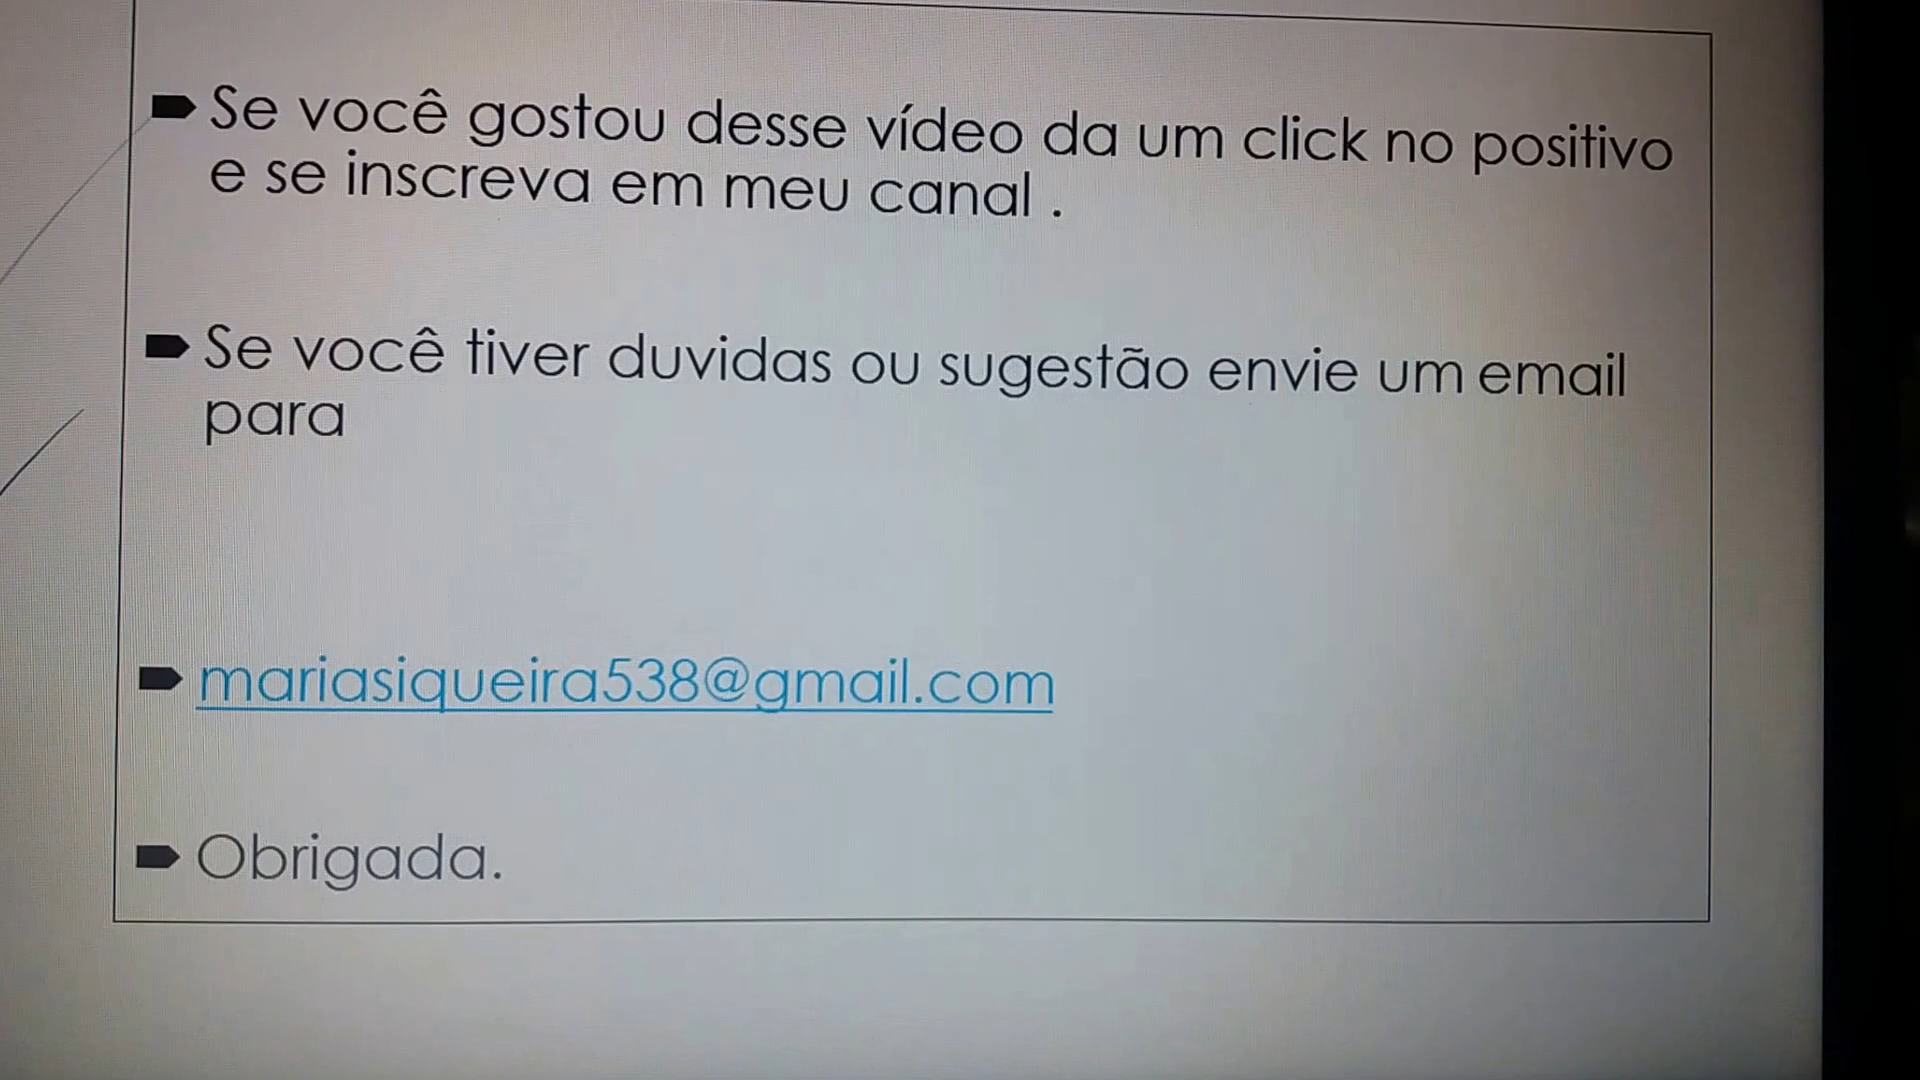 Se você gostou desse vídeo da um click no positivo
e se inscreva em meu canal .
Se você tiver duvidas ou sugestão envie um email
para
mariasiqueira538@gmail.com
Obrigada.